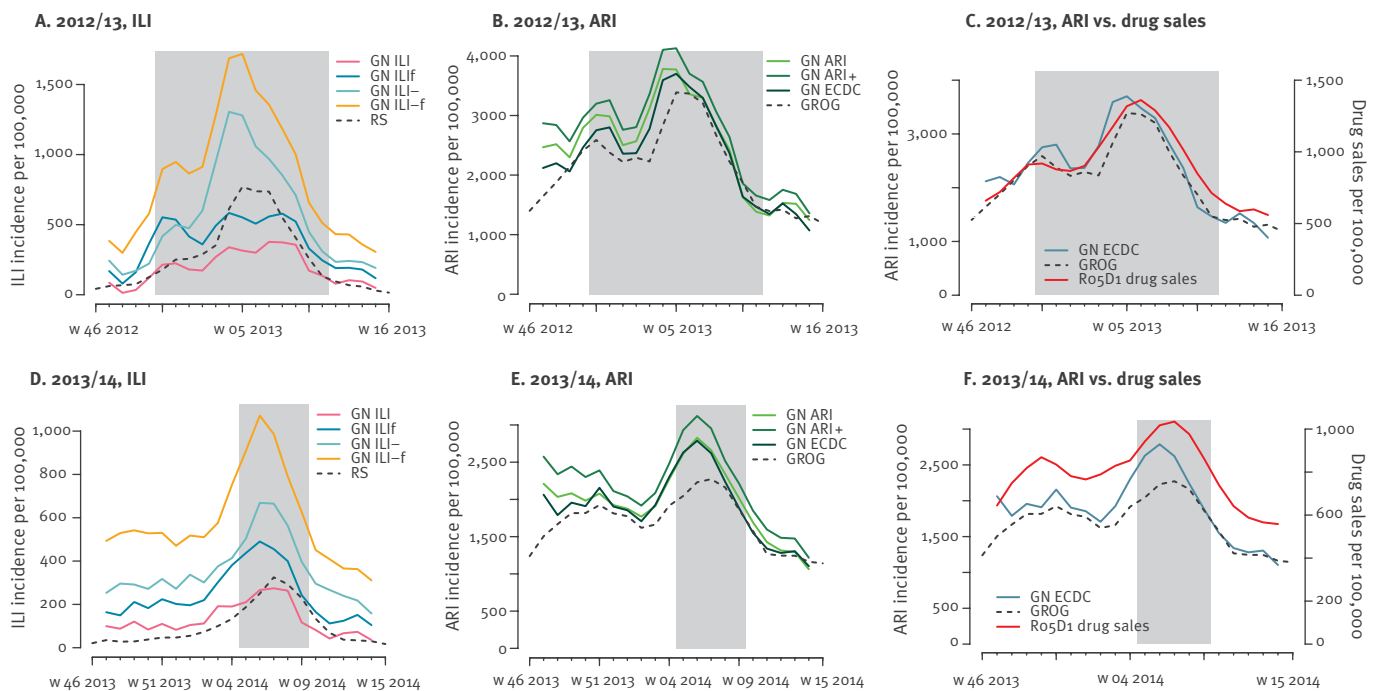 A. 2012/13, ILI
ILI incidence per 100,000
1,500
1,000
500
0
GN ILI
GN ILIf
GN ILI–
GN ILI–f
RS
w 46 2012
w 05 2013
w 16 2013
B. 2012/13, ARI
ARI incidence per 100,000
4,000
3,000
2,000
1,000
0
GN ARI
GN ARI+
GN ECDC
GROG
w 46 2012
w 05 2013
w 16 2013
C. 2012/13, ARI vs. drug sales
ARI incidence per 100,000
3,000
1,000
0
1,500
1,000
500
0
Drug sales per 100,000
GN ECDC
GROG
R05D1 drug sales
w 46 2012
w 05 2013
w 16 2013
D. 2013/14, ILI
ILI incidence per 100,000
1,000
800
600
400
200
0
GN ILI
GN ILIf
GN ILI–
GN ILI–f
RS
w 46 2013
w 51 2013
w 04 2014
w 09 2014
w 15 2014
E. 2013/14, ARI
ARI incidence per 100,000
2,500
1,500
500
0
GN ARI
GN ARI+
GN ECDC
GROG
w 46 2013
w 51 2013
w 04 2014
w 09 2014
w 15 2014
F. 2013/14, ARI vs. drug sales
ARI incidence per 100,000
2,500
1,500
500
0
1,000
600
200
0
Drug sales per 100,000
GN ECDC
GROG
R05D1 drug sales
w 46 2013
w 04 2014
w 15 2014